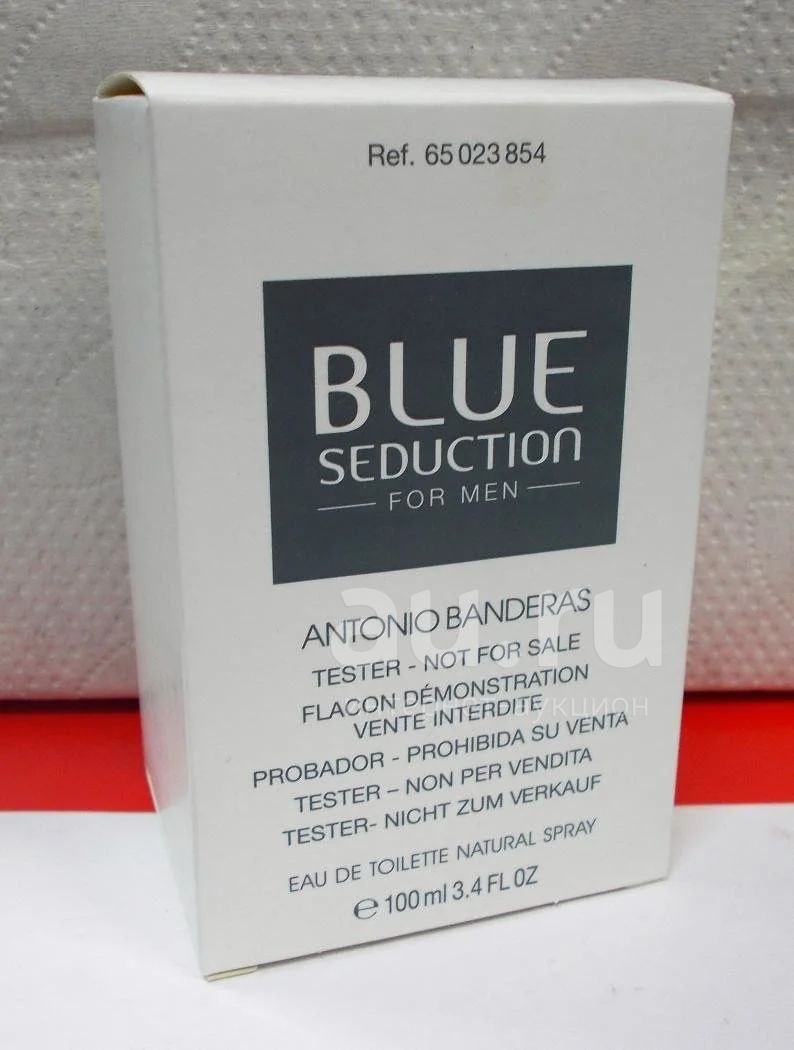 Ref. 65 023 854
BLUE
SEDUCTION
FOR MEN
ANTONIO BANDERAS
au.ru
TESTER - NOT FOR SALE
FLACON DÉMONSTRATION
VENTE INTERDITE
аукцион
PROBADOR - PROHIBIDA SU VENTA
TESTER – NON PER VENDITA
TESTER- NICHT ZUM VERKAUF
EAU DE TOILETTE NATURAL SPRAY
℮ 100 ml 3.4 FL OZ